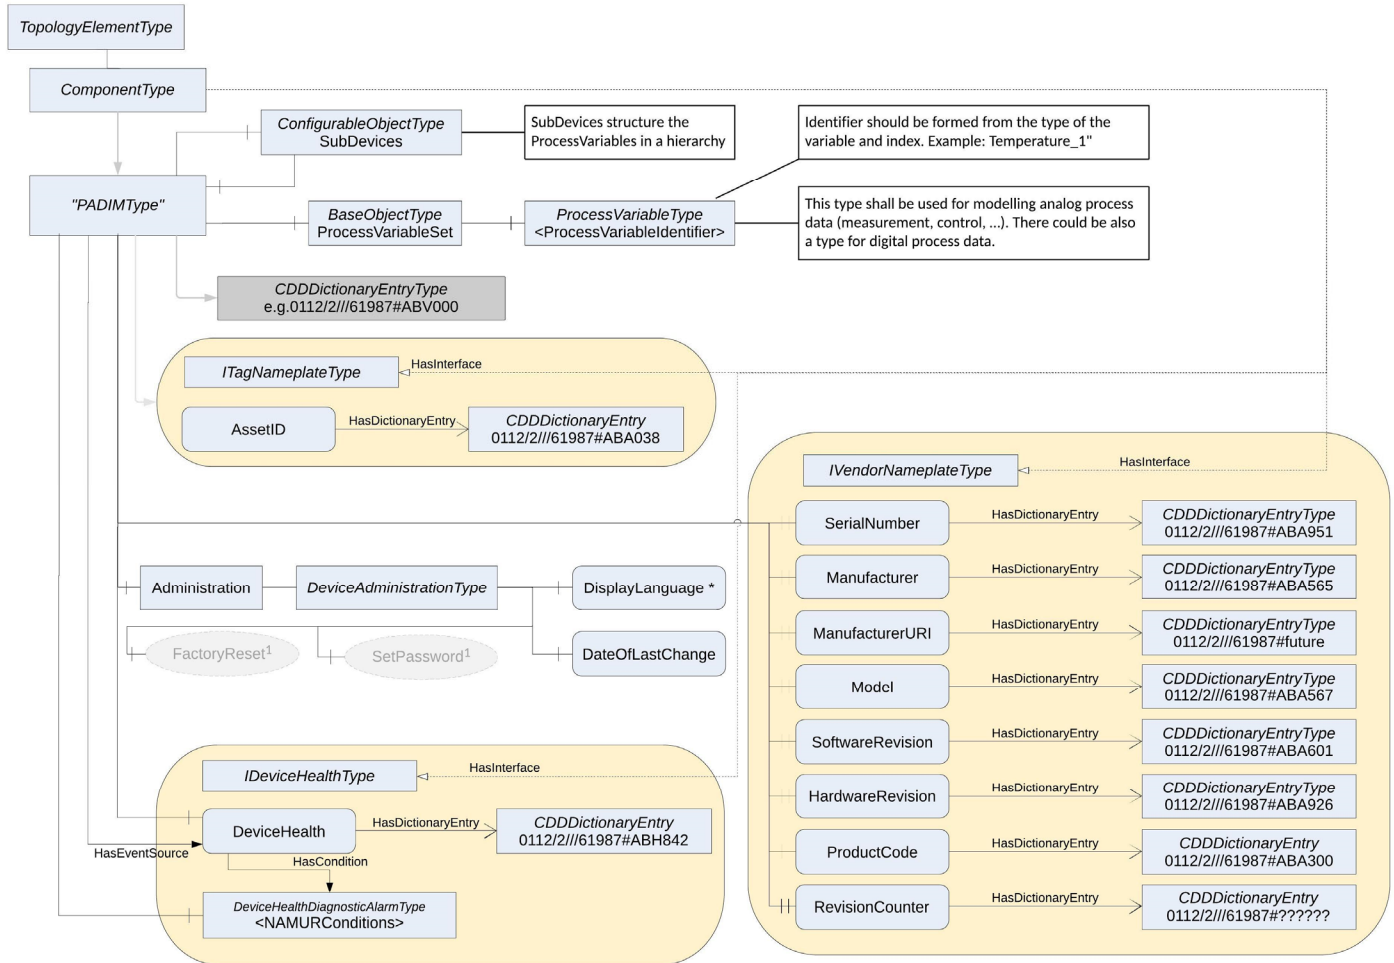 TopologyElementType
ComponentType
ConfigurableObjectType
SubDevices
SubDevices structure the
ProcessVariables in a hierarchy
Identifier should be formed from the type of the
variable and index. Example: Temperature_1"
"PADIMType"
BaseObjectType
ProcessVariableSet
ProcessVariableType
<ProcessVariableIdentifier>
This type shall be used for modelling analog process
data (measurement, control, ...). There could be also
a type for digital process data.
CDDDictionaryEntryType
e.g.0112/2///61987#ABV000
ITagNameplateType
HasInterface
AssetID
HasDictionaryEntry
CDDDictionaryEntry
0112/2///61987#ABA038
IVendorNameplateType
HasInterface
SerialNumber
HasDictionaryEntry
CDDDictionaryEntryType
0112/2///61987#ABA951
Manufacturer
HasDictionaryEntry
CDDDictionaryEntryType
0112/2///61987#ABA565
ManufacturerURI
HasDictionaryEntry
CDDDictionaryEntryType
0112/2///61987#future
Model
HasDictionaryEntry
CDDDictionaryEntryType
0112/2///61987#ABA567
SoftwareRevision
HasDictionaryEntry
CDDDictionaryEntryType
0112/2///61987#ABA601
HardwareRevision
HasDictionaryEntry
CDDDictionaryEntryType
0112/2///61987#ABA926
ProductCode
HasDictionaryEntry
CDDDictionaryEntry
0112/2///61987#ABA300
RevisionCounter
HasDictionaryEntry
CDDDictionaryEntry
0112/2///61987#??????
Administration
DeviceAdministrationType
DisplayLanguage *
FactoryReset¹
SetPassword¹
DateOfLastChange
IDeviceHealthType
HasInterface
DeviceHealth
HasDictionaryEntry
CDDDictionaryEntry
0112/2///61987#ABH842
HasEventSource
HasCondition
DeviceHealthDiagnosticAlarmType
<NAMURConditions>